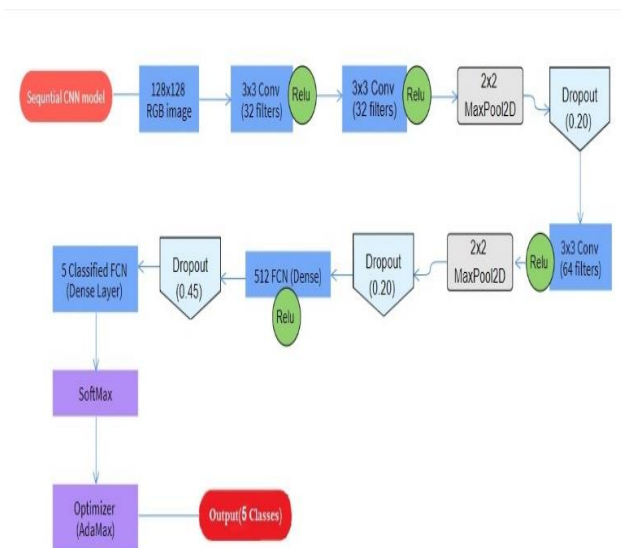 Sequntial CNN model
128x128
RGB image
3x3 Conv
(32 filters)
Relu
3x3 Conv
(32 filters)
Relu
2x2
MaxPool2D
Dropout
(0.20)
3x3 Conv
(64 filters)
Relu
2x2
MaxPool2D
Dropout
(0.20)
512 FCN (Dense)
Relu
Dropout
(0.45)
5 Classified FCN
(Dense Layer)
SoftMax
Optimizer
(AdaMax)
Output(5 Classes)